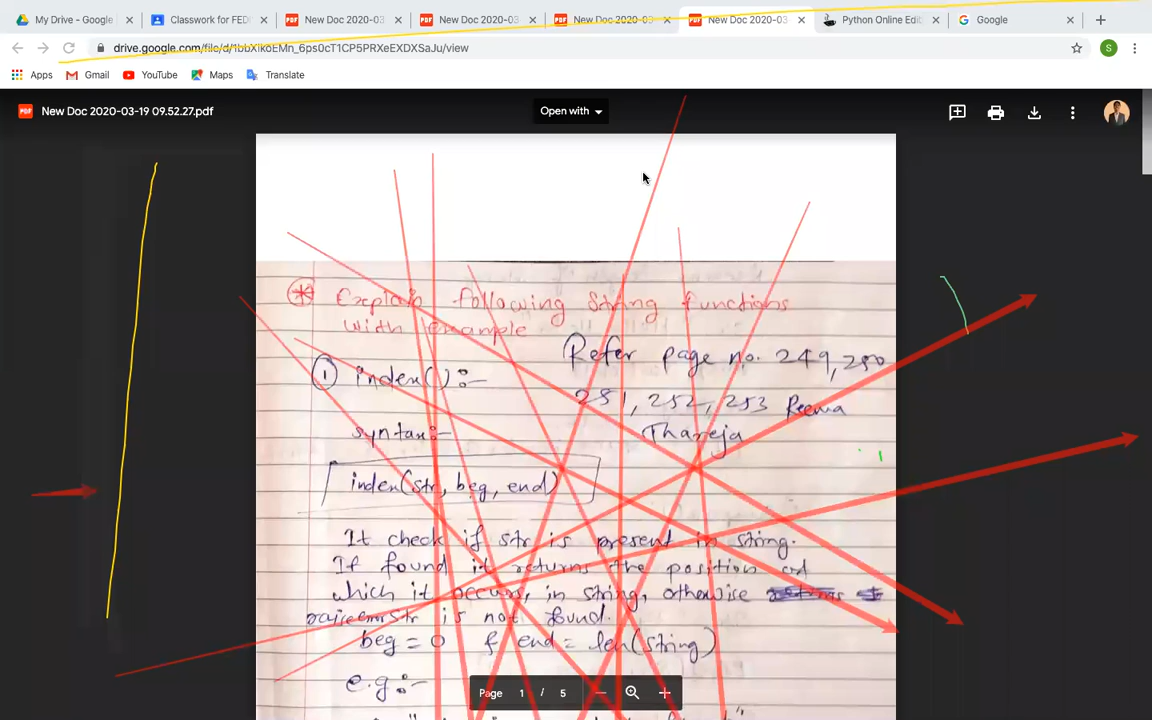 My Drive - Google
Classwork for FED
New Doc 2020-03
New Doc 2020-03
New Doc 2020-03
New Doc 2020-03
Python Online Edit
Google
drive.google.com/file/d/1bbXlkoEMn_6ps0cT1CP5PRXeEXDXSaJu/view
S
Apps
Gmail
YouTube
Maps
Translate
PDF
New Doc 2020-03-19 09.52.27.pdf
Open with
Explain following String functions
with example
Refer page no. 249, 250
① index():-
251, 252, 253 Reema
Thareja
syntax:-
index(str, beg, end)
It check if str is present in string.
If found it returns the position at
which it occurs, in string, otherwise
raise error str is not found.
beg = 0 & end = len(string)
e.g:-
Page 1 / 5